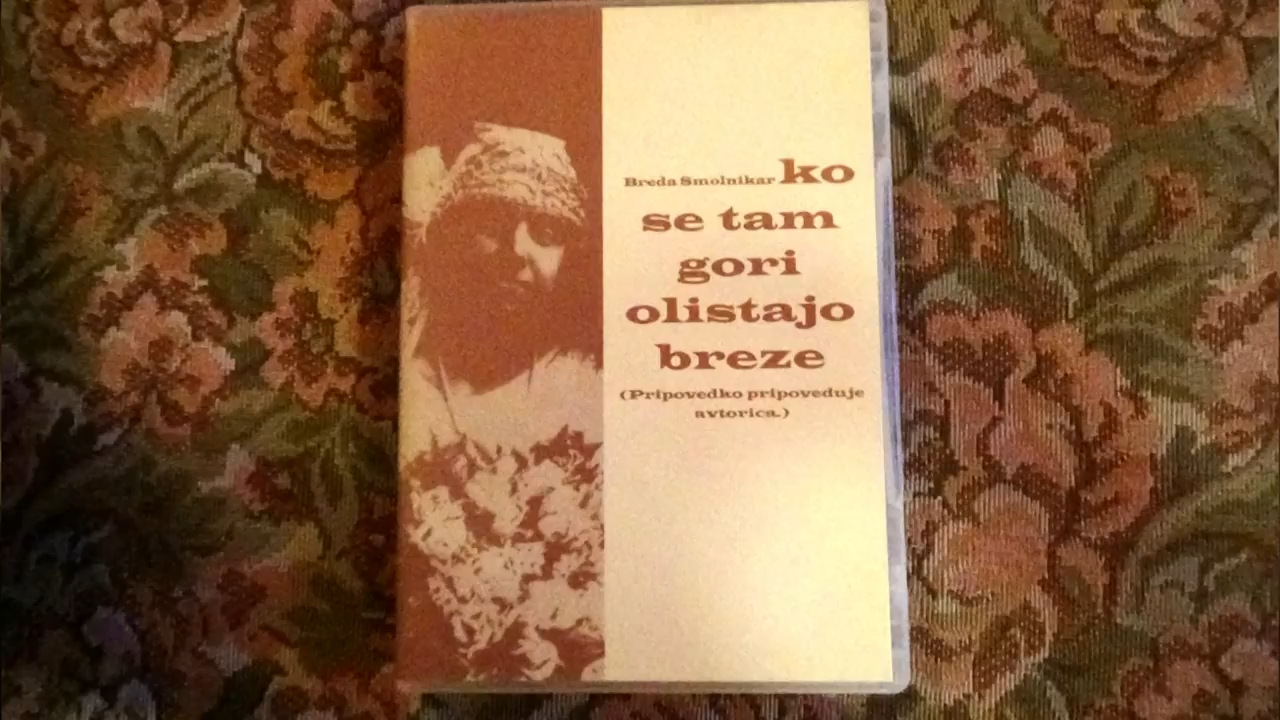 Breda Smolnikar ko
se tam
gori
olistajo
breze
(Pripovedko pripoveduje
avtorica.)